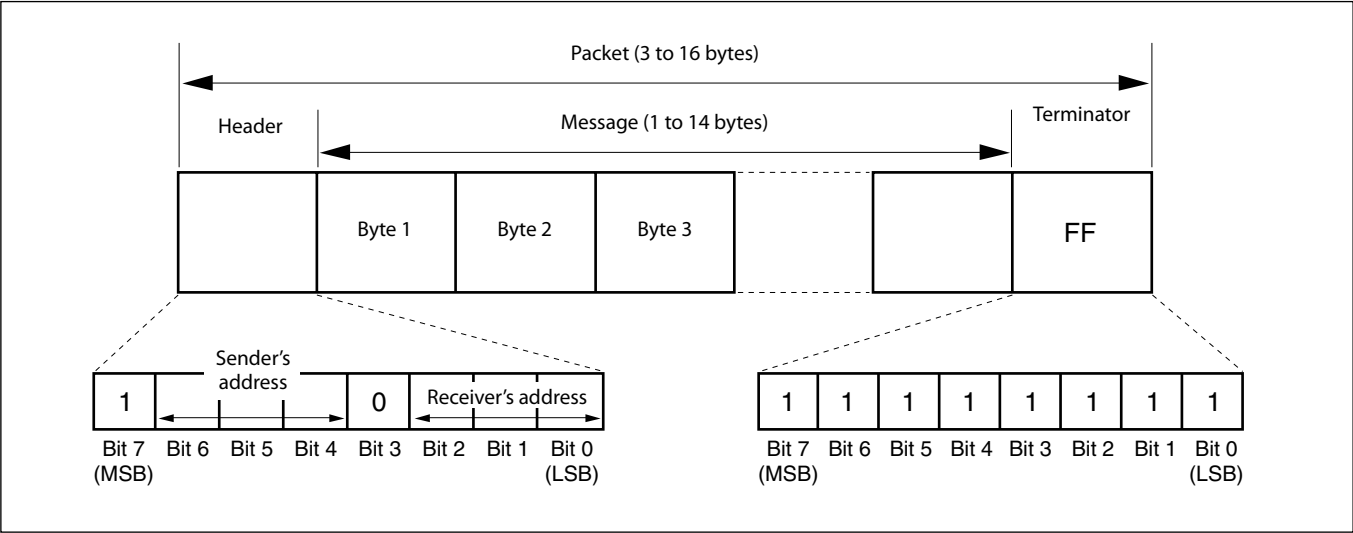 Packet (3 to 16 bytes)
Header
Message (1 to 14 bytes)
Terminator
Byte 1
Byte 2
Byte 3
FF
Sender's
address
1
0
Receiver's address
Bit 7 Bit 6 Bit 5 Bit 4 Bit 3 Bit 2 Bit 1 Bit 0
(MSB)
(LSB)
1 1 1 1 1 1 1 1
Bit 7 Bit 6 Bit 5 Bit 4 Bit 3 Bit 2 Bit 1 Bit 0
(MSB)
(LSB)